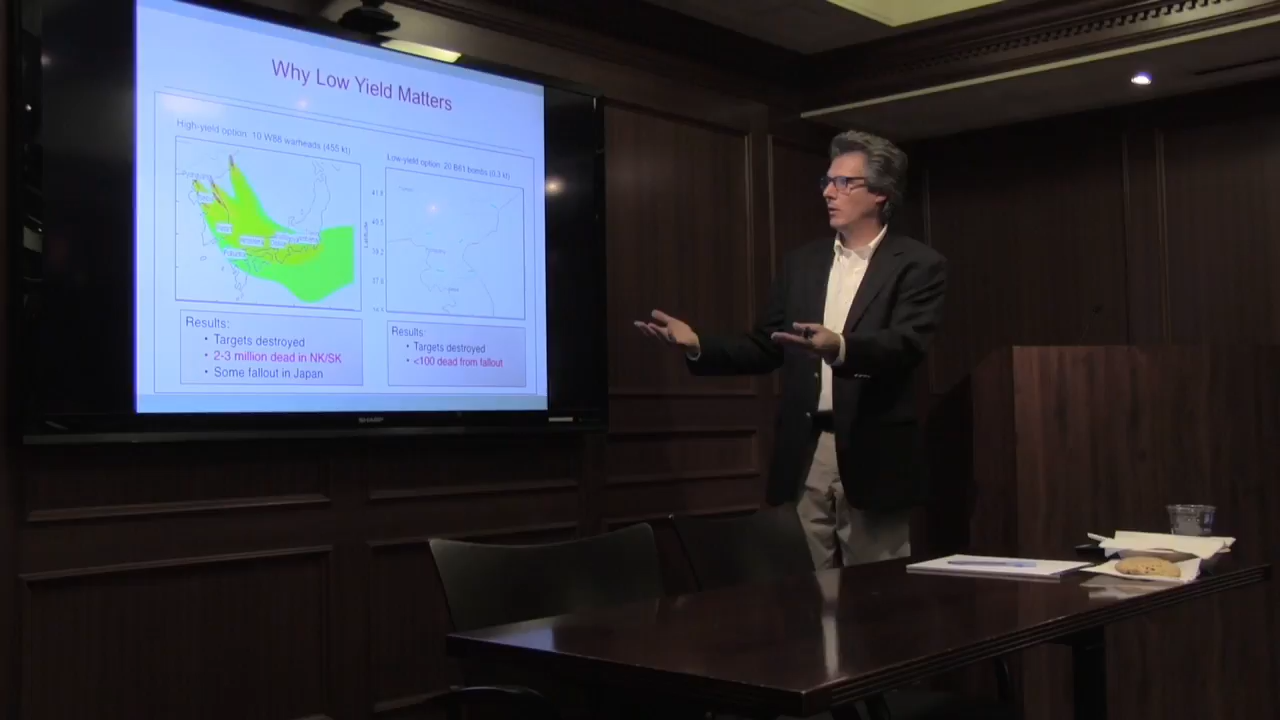 Why Low Yield Matters
High-yield option: 10 W88 warheads (455 kt)
Low-yield option: 20 B61 bombs (0.3 kt)
Latitude
Results:
• Targets destroyed
• 2-3 million dead in NK/SK
• Some fallout in Japan
Results:
• Targets destroyed
• <100 dead from fallout
SHARP